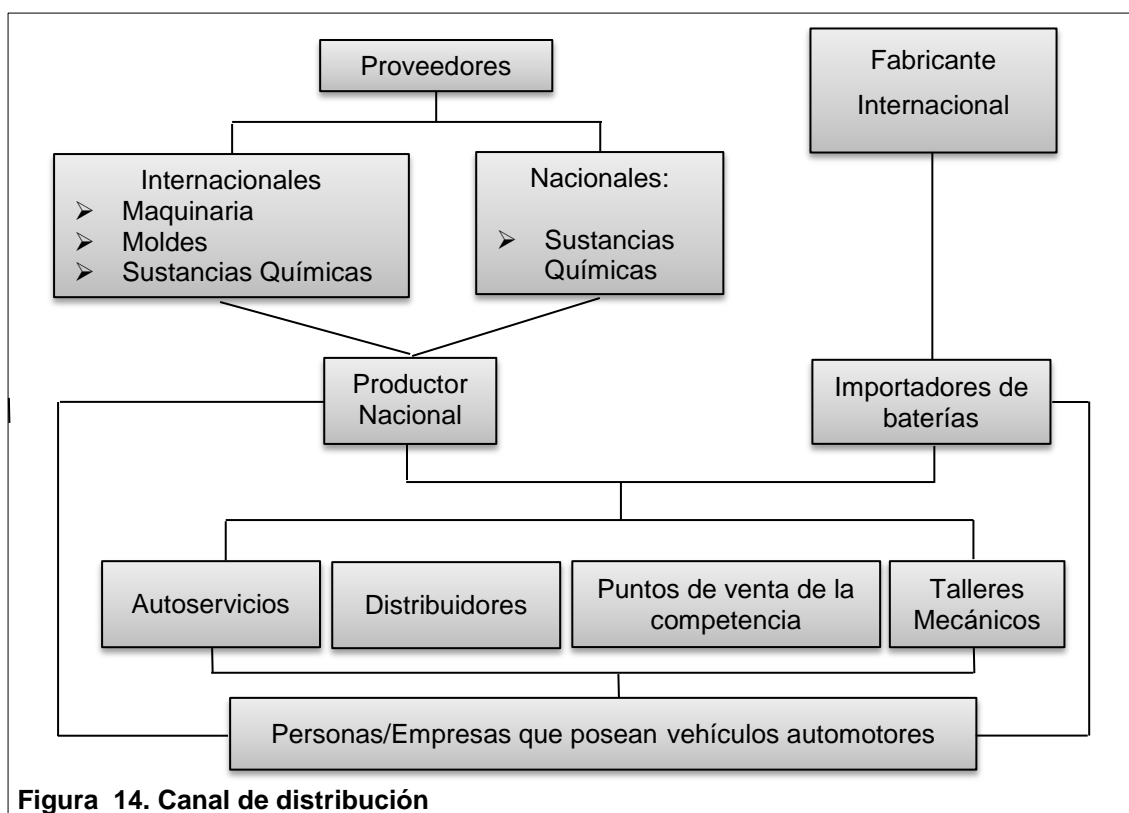 Proveedores
Fabricante
Internacional
Internacionales
➢ Maquinaria
➢ Moldes
➢ Sustancias Químicas
Nacionales:
➢ Sustancias
Químicas
Productor
Nacional
Importadores de
baterías
Autoservicios
Distribuidores
Puntos de venta de la
competencia
Talleres
Mecánicos
Personas/Empresas que posean vehículos automotores
Figura 14. Canal de distribución